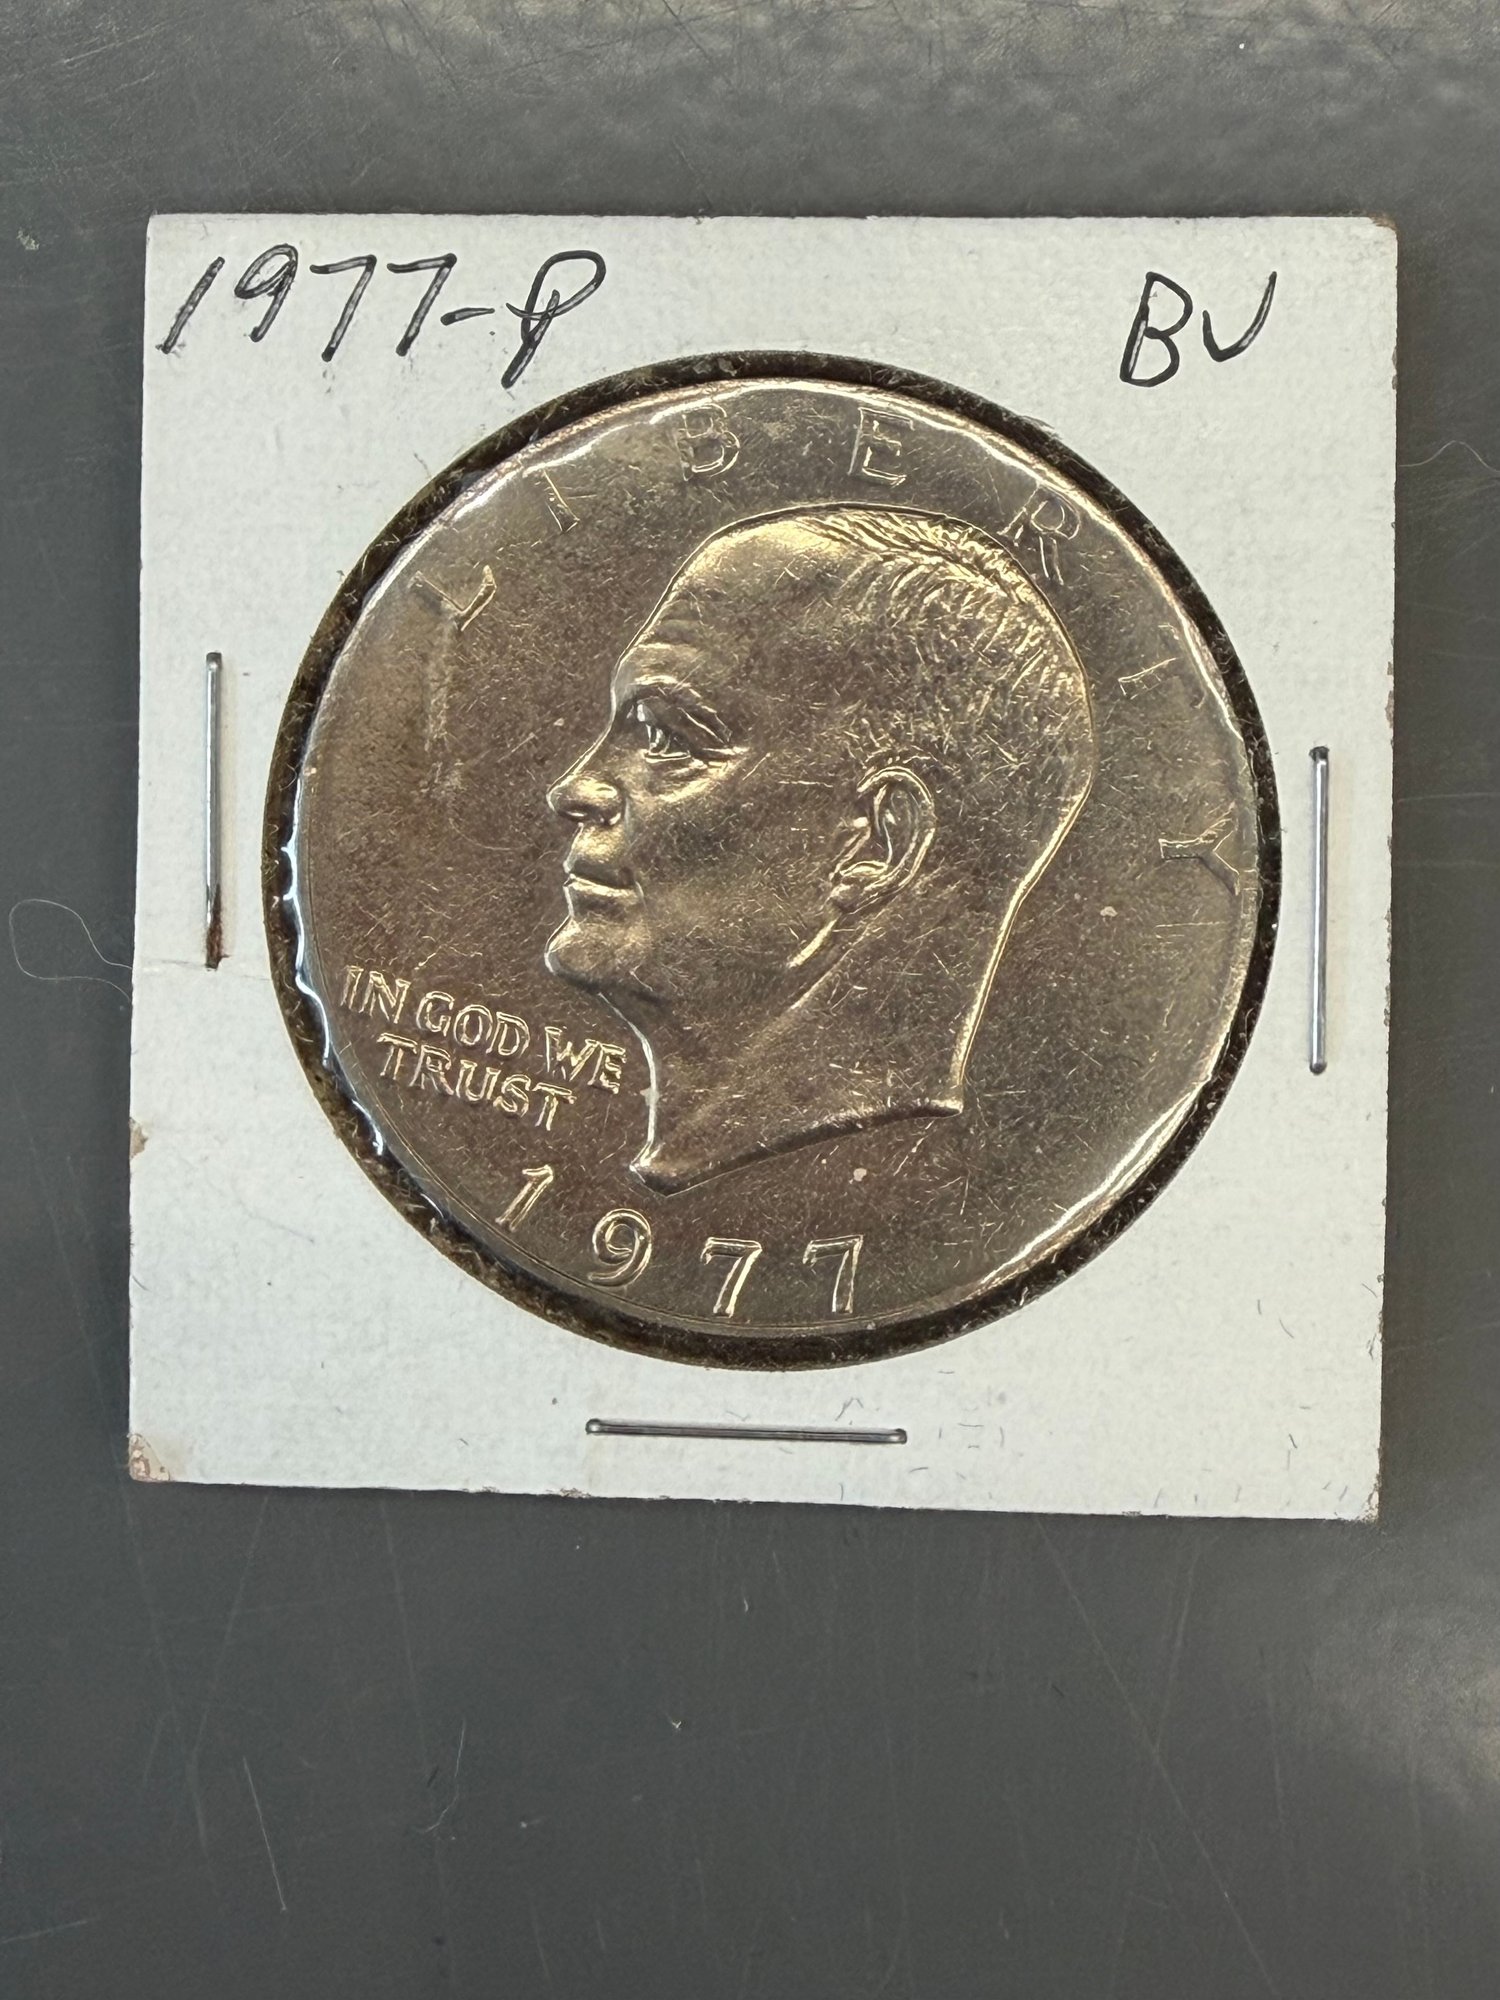 1977-P
BU
LIBERTY
IN GOD WE
TRUST
1977